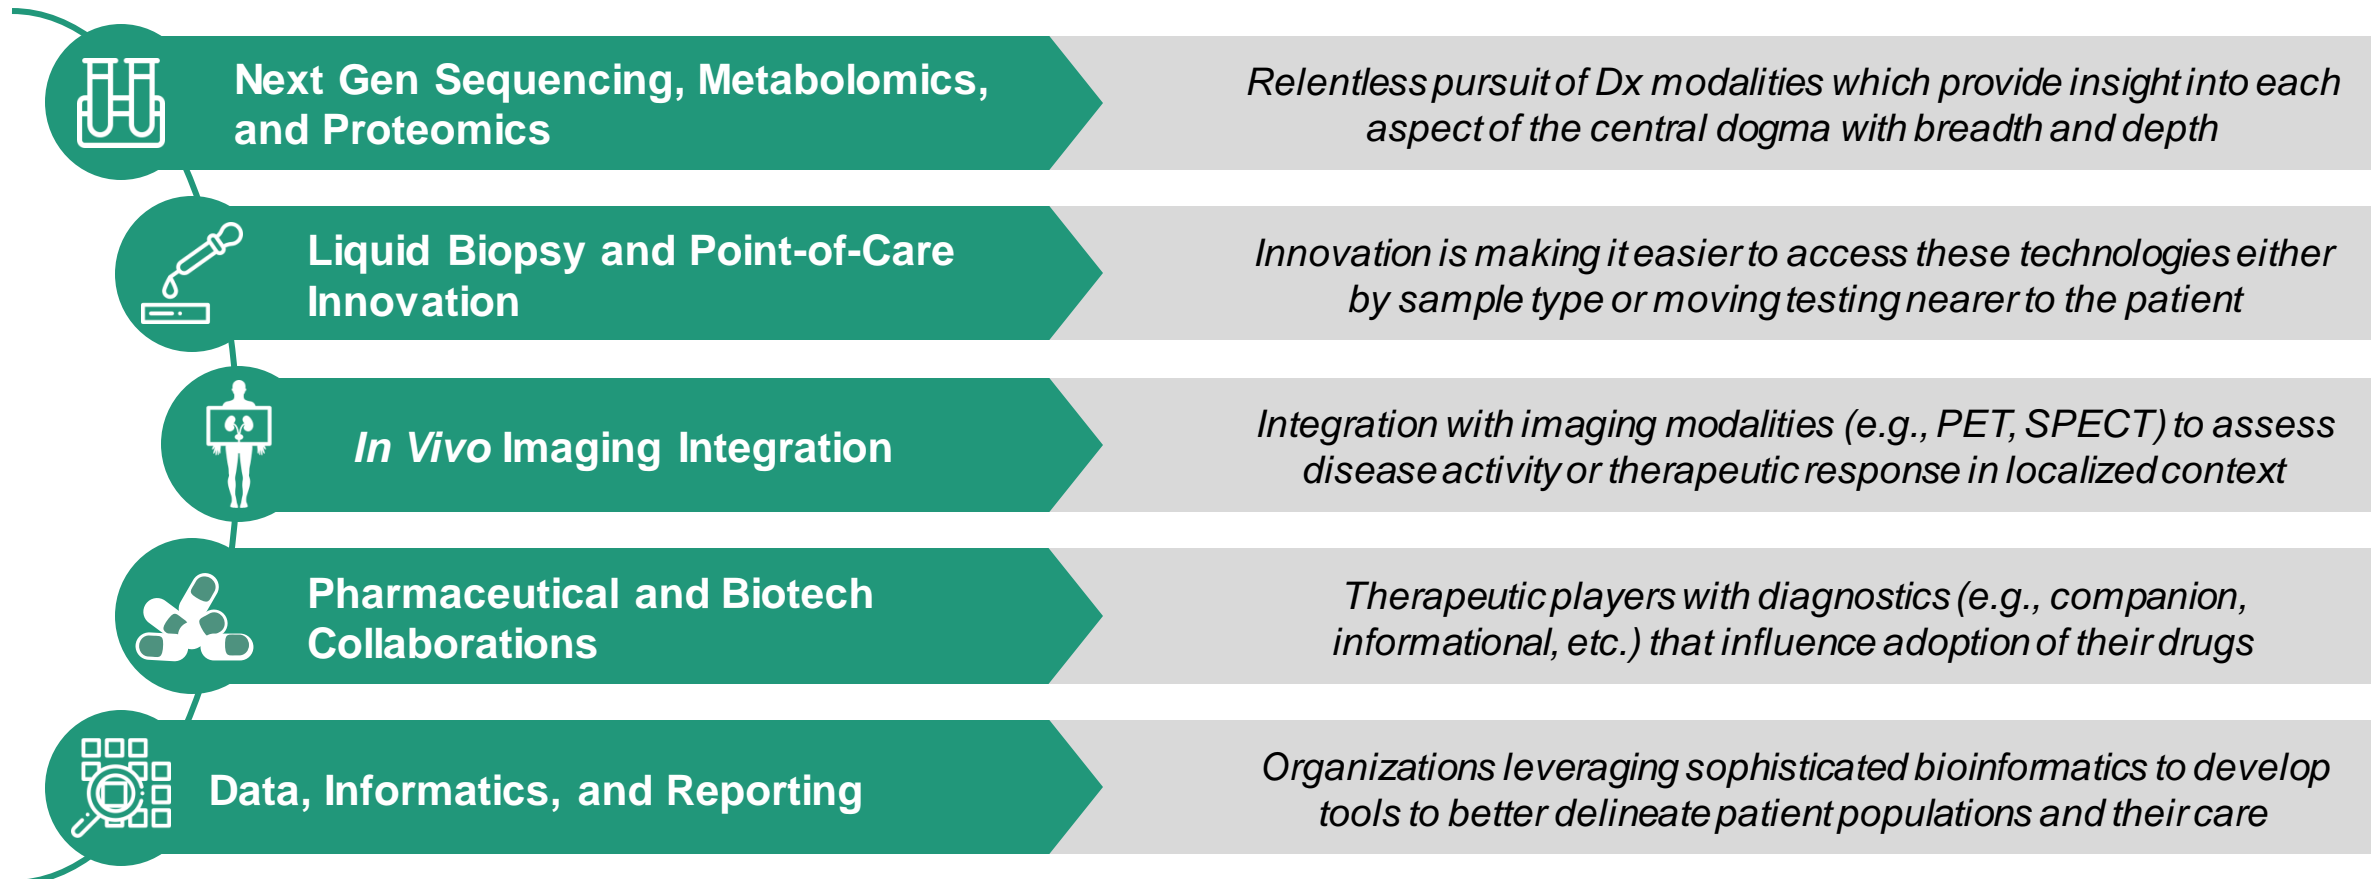 Next Gen Sequencing, Metabolomics,
and Proteomics
Relentless pursuit of Dx modalities which provide insight into each
aspect of the central dogma with breadth and depth
Liquid Biopsy and Point-of-Care
Innovation
Innovation is making it easier to access these technologies either
by sample type or moving testing nearer to the patient
In Vivo Imaging Integration
Integration with imaging modalities (e.g., PET, SPECT) to assess
disease activity or therapeutic response in localized context
Pharmaceutical and Biotech
Collaborations
Therapeutic players with diagnostics (e.g., companion,
informational, etc.) that influence adoption of their drugs
Data, Informatics, and Reporting
Organizations leveraging sophisticated bioinformatics to develop
tools to better delineate patient populations and their care